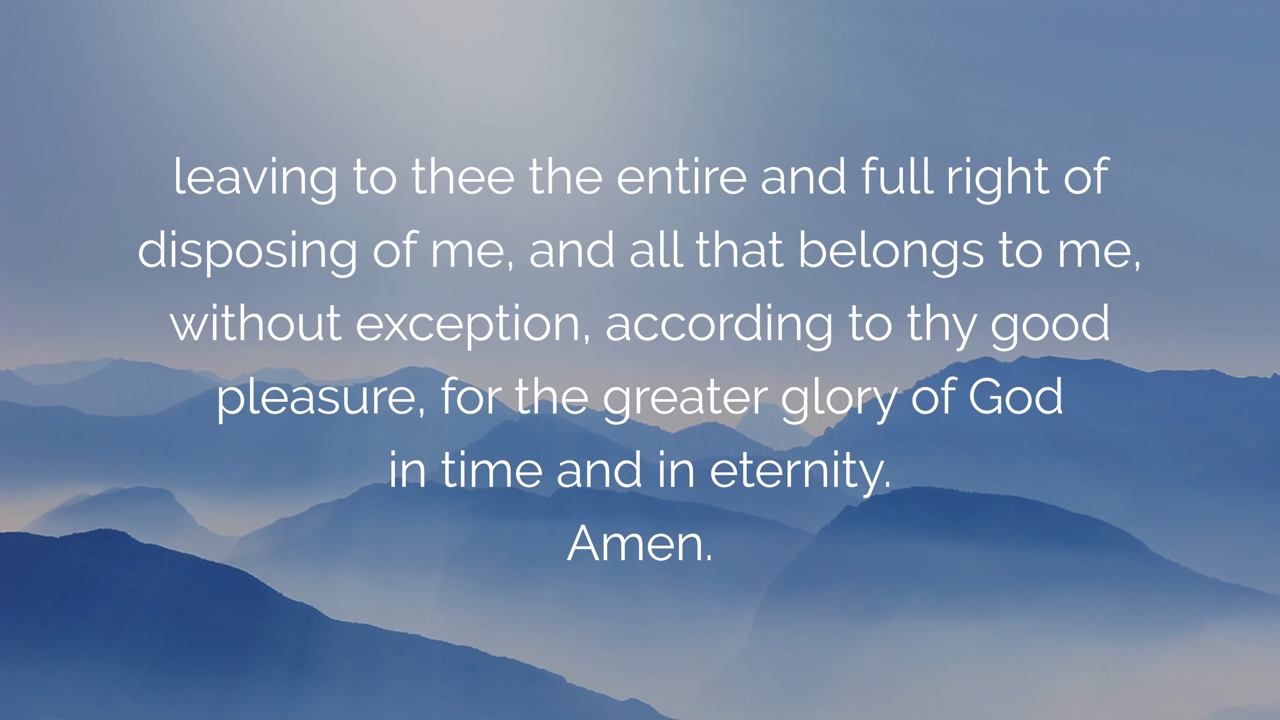 leaving to thee the entire and full right of
disposing of me, and all that belongs to me,
without exception, according to thy good
pleasure, for the greater glory of God
in time and in eternity.
Amen.